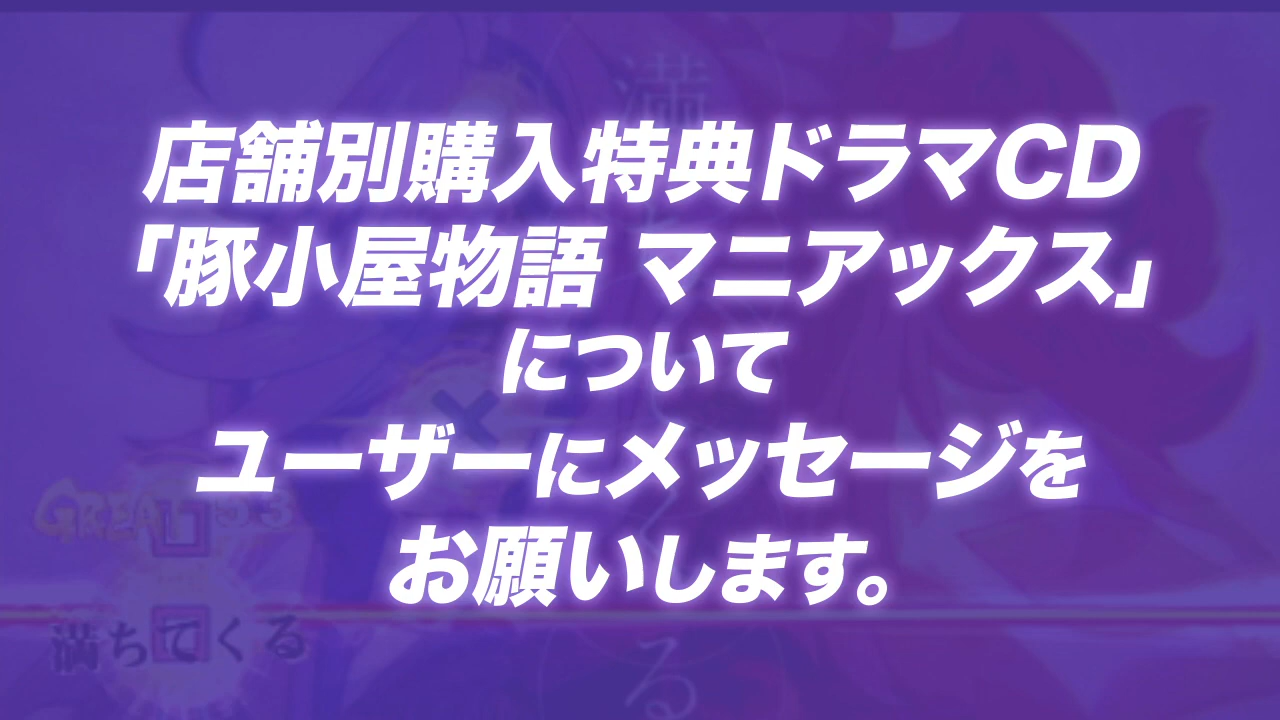 店舗別購入特典ドラマCD
「豚小屋物語 マニアックス」
について
ユーザーにメッセージを
お願いします。
GREAT 53
満ちてくる